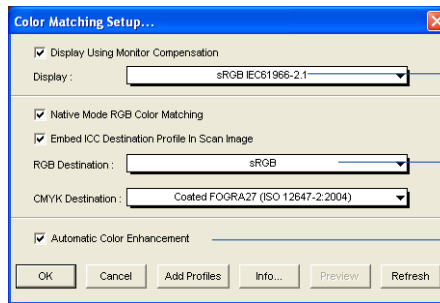 Color Matching Setup...
Display Using Monitor Compensation
Display : sRGB IEC61966-2.1
Native Mode RGB Color Matching
Embed ICC Destination Profile In Scan Image
RGB Destination : sRGB
CMYK Destination : Coated FOGRA27 (ISO 12647-2:2004)
Automatic Color Enhancement
OK Cancel Add Profiles Info... Preview Refresh